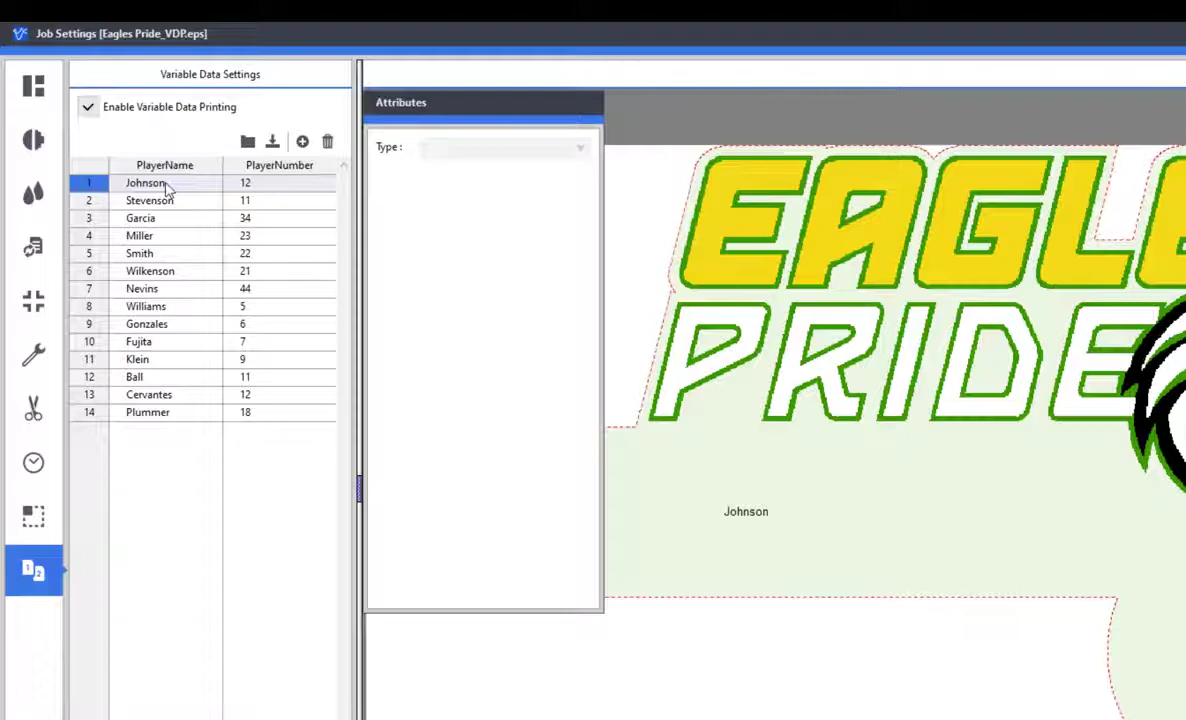 Job Settings [Eagles Pride_VDP.eps]
Variable Data Settings
Enable Variable Data Printing
PlayerName PlayerNumber
1 Johnson 12
2 Stevenson 11
3 Garcia 34
4 Miller 23
5 Smith 22
6 Wilkenson 21
7 Nevins 44
8 Williams 5
9 Gonzales 6
10 Fujita 7
11 Klein 9
12 Ball 11
13 Cervantes 12
14 Plummer 18
1 2
Attributes
Type :
EAGLE
PRIDE
Johnson